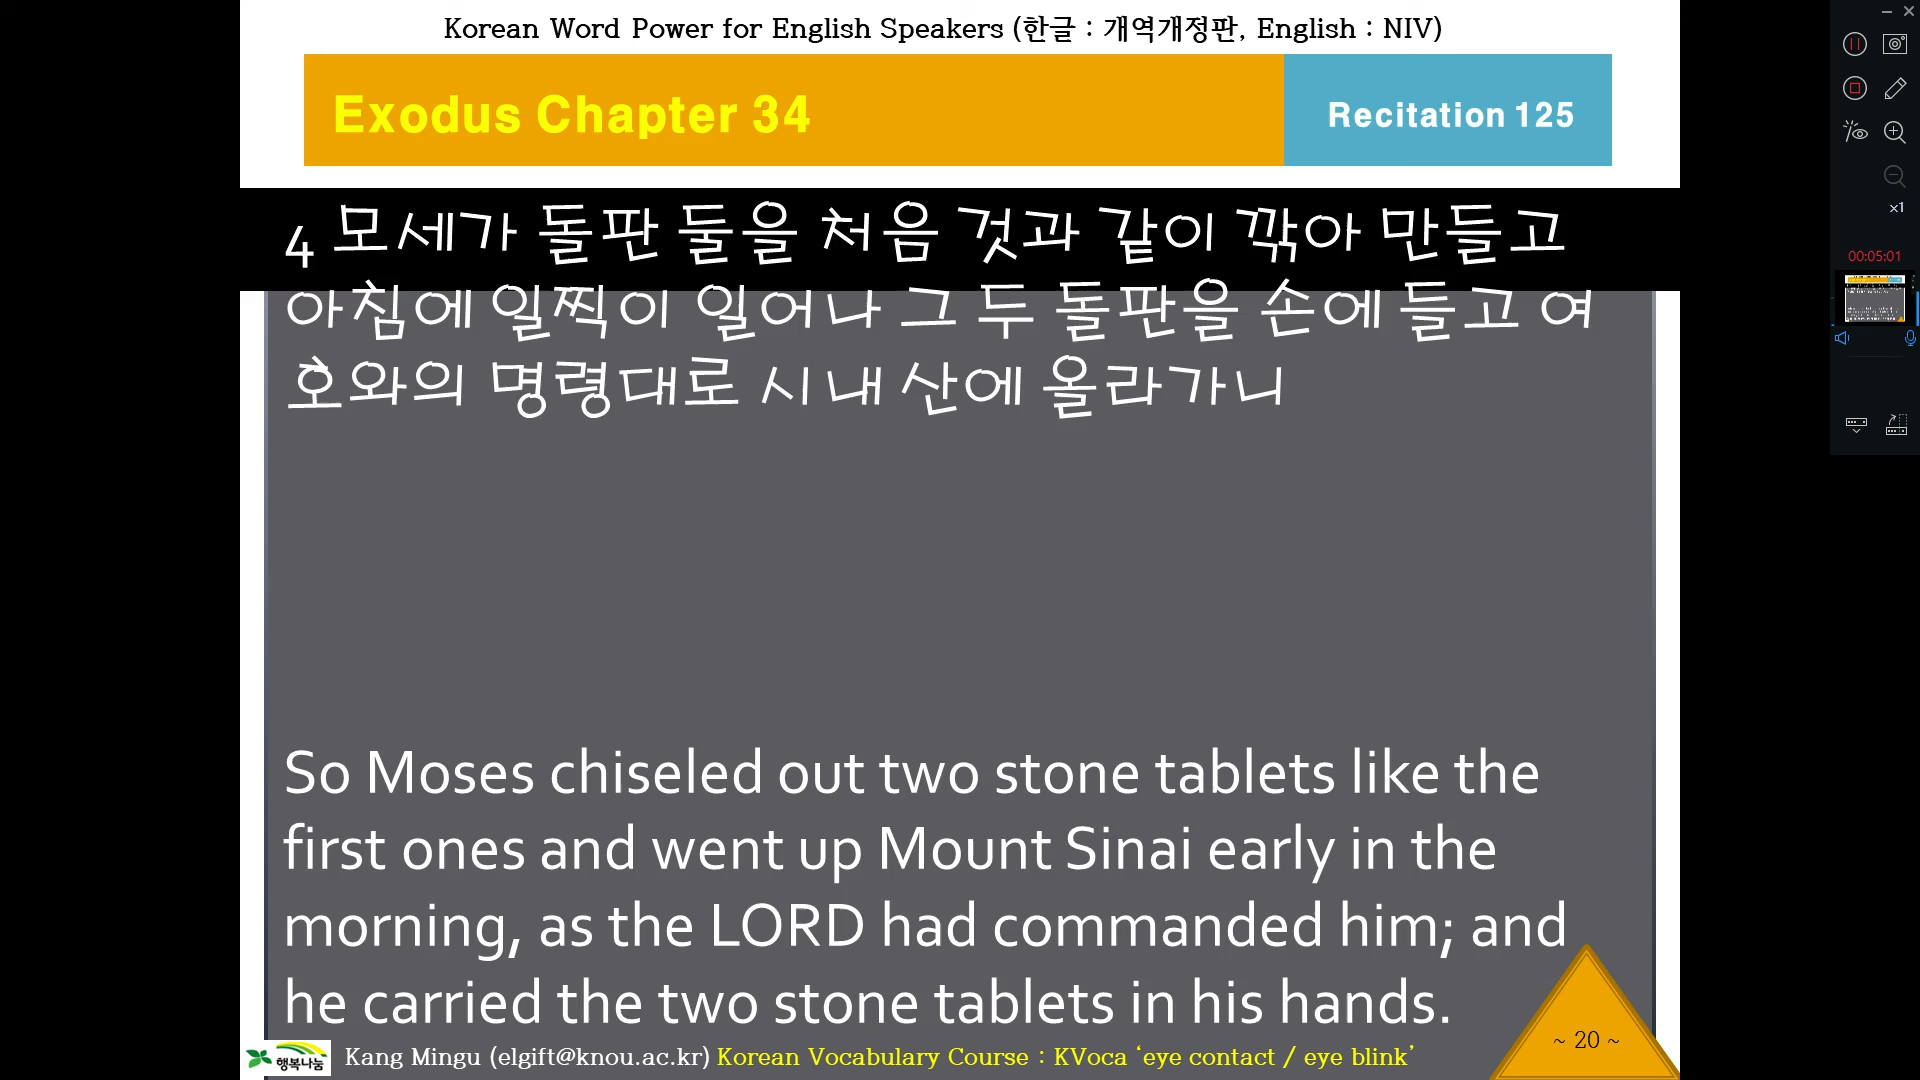 Korean Word Power for English Speakers (한글 : 개역개정판, English : NIV)
Exodus Chapter 34
Recitation 125
4 모세가 돌판 둘을 처음 것과 같이 깎아 만들고
아침에 일찍이 일어나 그 두 돌판을 손에 들고 여
호와의 명령대로 시내 산에 올라가니
So Moses chiseled out two stone tablets like the
first ones and went up Mount Sinai early in the
morning, as the LORD had commanded him; and
he carried the two stone tablets in his hands.
~ 20 ~
행복나눔
Kang Mingu (elgift@knou.ac.kr) Korean Vocabulary Course : KVoca ‘eye contact / eye blink’
x1
00:05:01